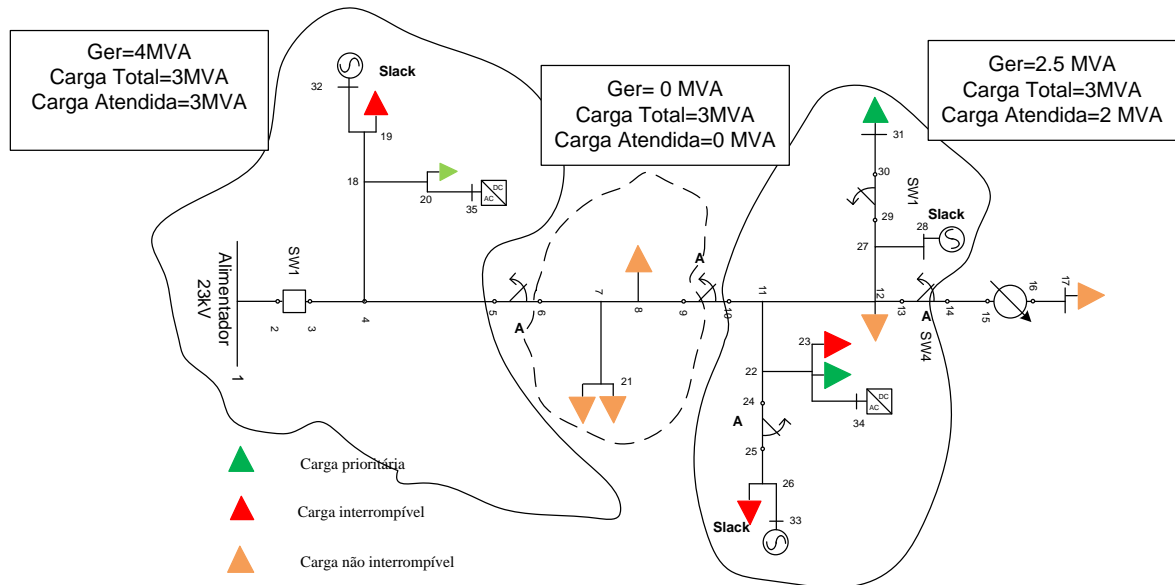 Ger=4MVA
Carga Total=3MVA
Carga Atendida=3MVA
Ger= 0 MVA
Carga Total=3MVA
Carga Atendida=0 MVA
Ger=2.5 MVA
Carga Total=3MVA
Carga Atendida=2 MVA
Slack
32
19
18
20
35
DC
AC
Alimentador
23kV
1
SW1
2
3
4
5
6
A
7
8
9
A
10
21
11
31
30
SW1
29
28
Slack
27
12
13
14
A
SW4
15
16
17
23
22
24
A
25
34
DC
AC
26
33
Slack
Carga prioritária
Carga interrompível
Carga não interrompível